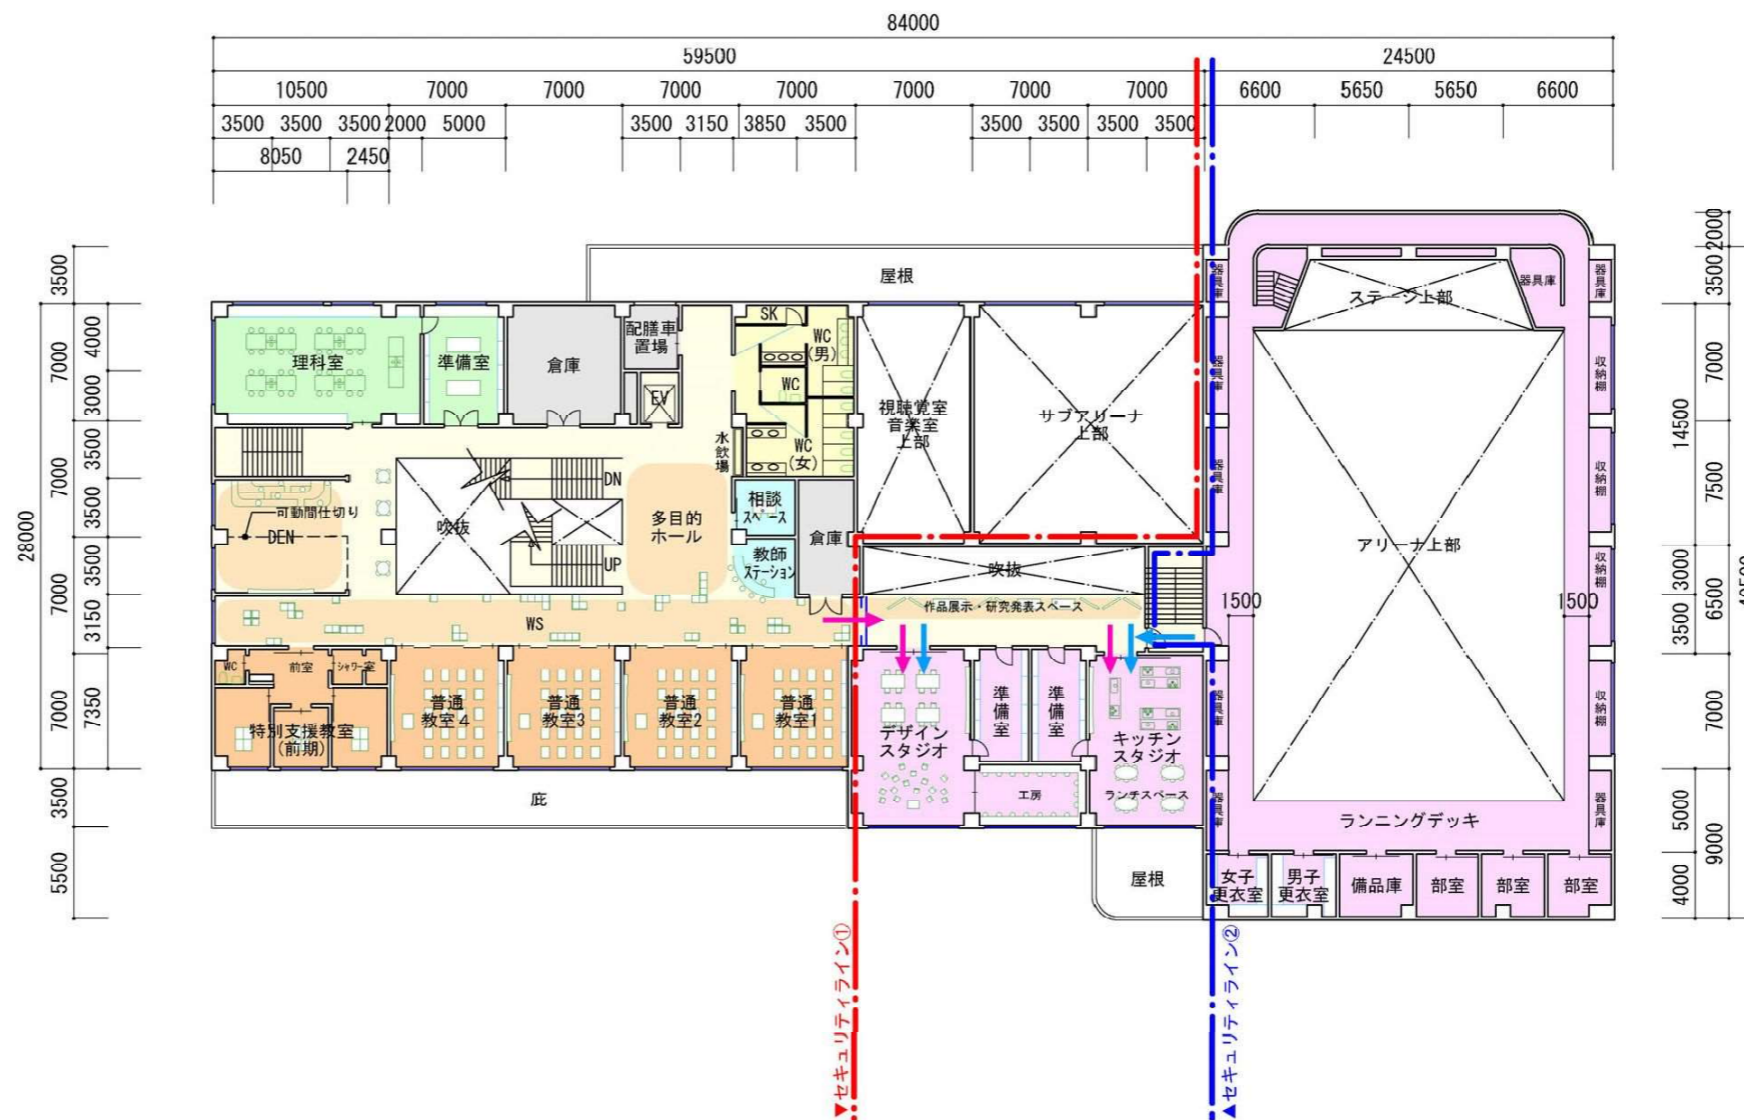 84000
59500
24500
10500 7000 7000 7000 7000 7000 7000 7000 6600 5650 5650 6600
3500 3500 3500 2000 5000 3500 3150 3850 3500 3500 3500 3500 3500
8050 2450
3500
7000
7000
7000
7000
3500
5500
28000
4000
3000
3500
3500
3500
3150
7350
2000
3500
7000
7500
3000
3500
7000
5000
4000
14500
6500
9000
屋根
器具庫
ステージ上部
器具庫
器具庫
理科室
準備室
倉庫
配膳車
置場
EV
SK
WC
(男)
WC
WC
(女)
水飲場
視聴覚室
音楽室
上部
サブアリーナ
上部
器具庫
収納棚
器具庫
収納棚
可動間仕切り
DEN
吹抜
DN
UP
多目的
ホール
相談
スペース
教師
ステーション
倉庫
吹抜
アリーナ上部
収納棚
1500
1500
WS
作品展示・研究発表スペース
WC
前室
シャワー室
特別支援教室
(前期)
普通
教室4
普通
教室3
普通
教室2
普通
教室1
デザイン
スタジオ
準備室
準備室
キッチン
スタジオ
ランチスペース
工房
器具庫
収納棚
庇
器具庫
ランニングデッキ
器具庫
屋根
女子
更衣室
男子
更衣室
備品庫
部室
部室
部室
▼セキュリティライン①
▲セキュリティライン②